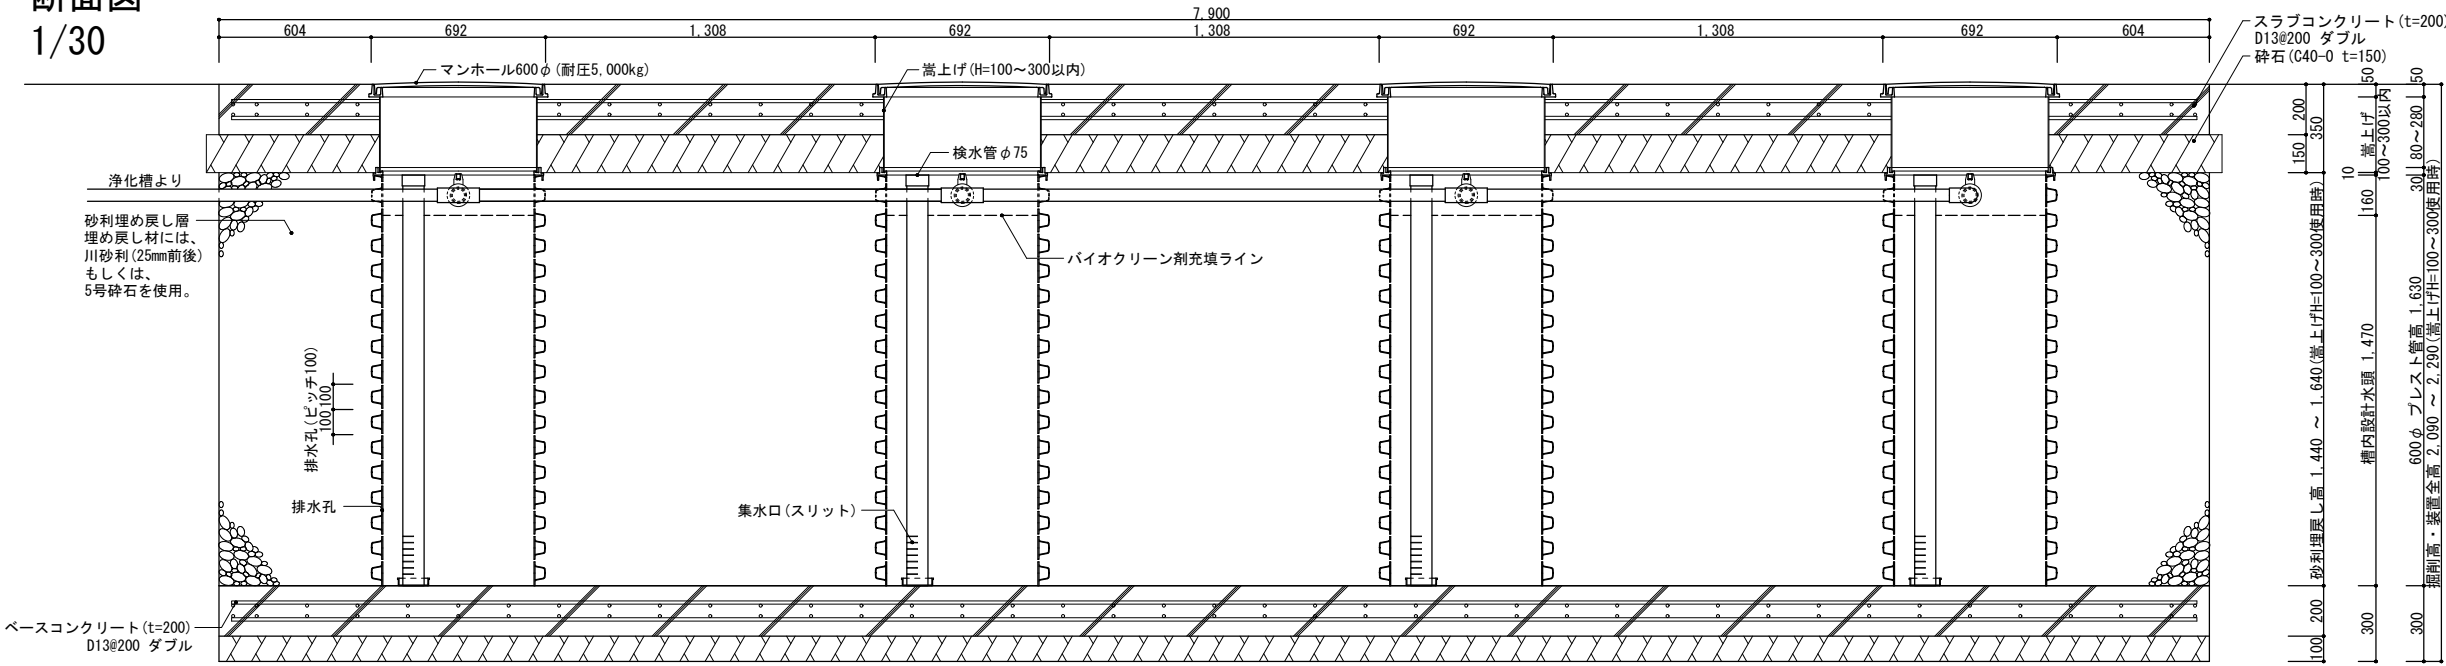 断面図
1/30
7,900
604
692
1,308
692
1,308
692
1,308
692
604
スラブコンクリート(t=200)
D13@200 ダブル
砕石(C40-0 t=150)
マンホール600φ(耐圧5,000kg)
嵩上げ(H=100～300以内)
検水管φ75
浄化槽より
砂利埋め戻し層
埋め戻し材には、
川砂利(25mm前後)
もしくは、
5号砕石を使用。
バイオクリーン剤充填ライン
排水孔(ピッチ100)
100
100
排水孔
集水口(スリット)
ベースコンクリート(t=200)
D13@200 ダブル
200
150
350
砂利埋戻し高 1,440 ～ 1,640(嵩上げH=100～300使用時)
200
100
50
嵩上げ
100～300以内
10
160
槽内設計水頭 1,470
300
50
80～280
30
600φ プレスト管高 1,630
300
掘削高・装置全高 2,090 ～ 2,290(嵩上げH=100～300使用時)